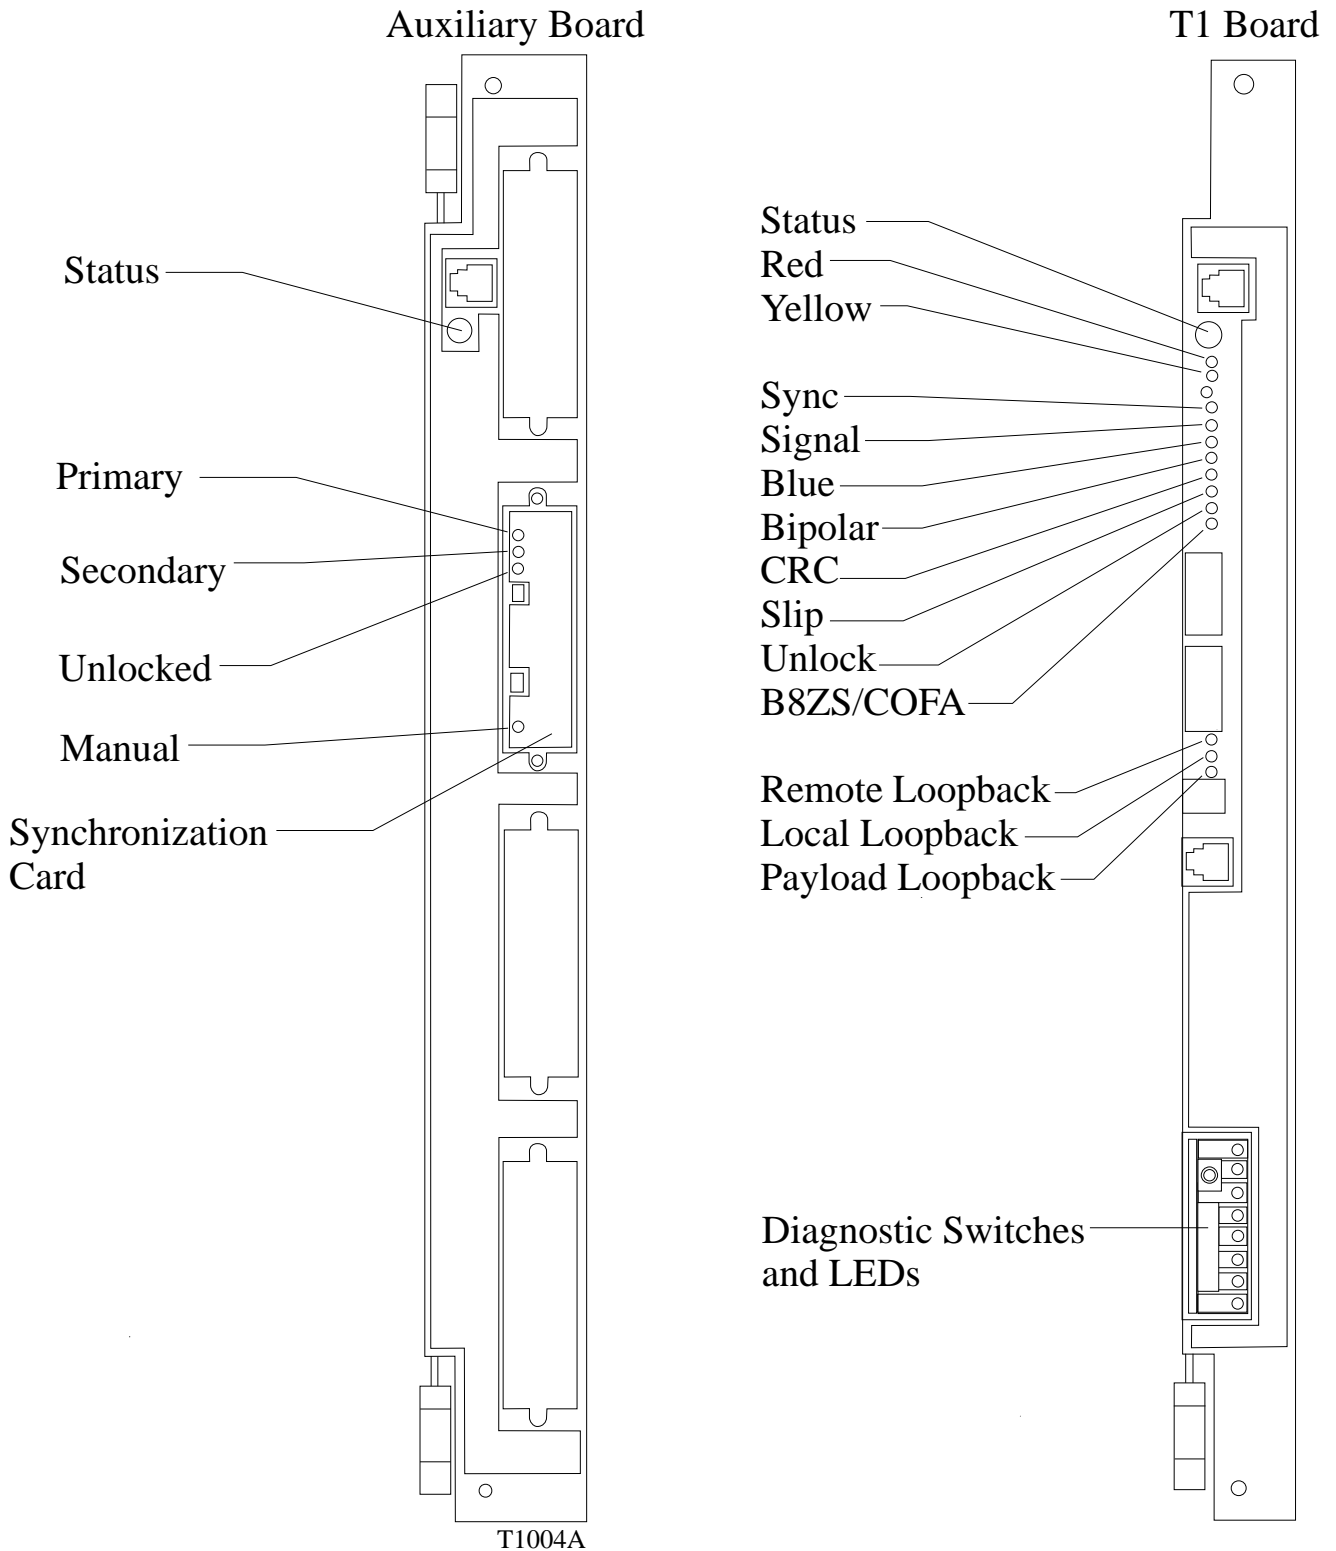 Auxiliary Board
Status
Primary
Secondary
Unlocked
Manual
Synchronization
Card
T1004A
T1 Board
Status
Red
Yellow
Sync
Signal
Blue
Bipolar
CRC
Slip
Unlock
B8ZS/COFA
Remote Loopback
Local Loopback
Payload Loopback
Diagnostic Switches
and LEDs